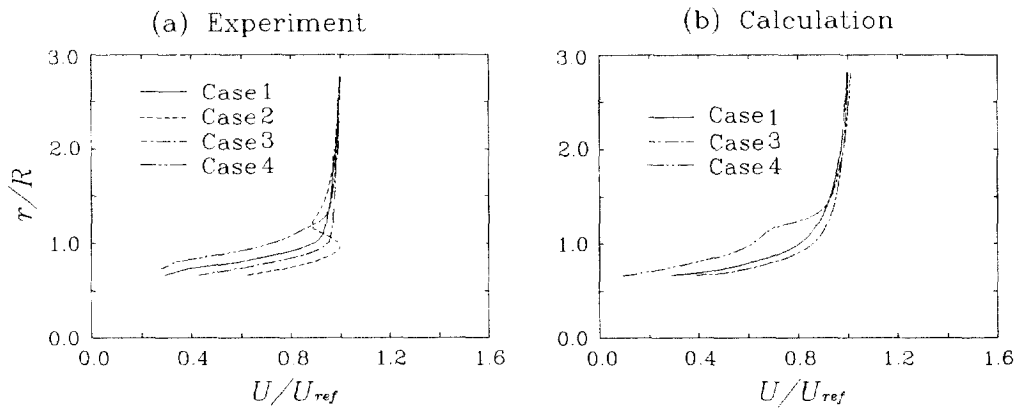 (a) Experiment
3.0
2.0
1.0
0.0
r/R
Case 1
Case 2
Case 3
Case 4
0.0 0.4 0.8 1.2 1.6
U/Uref
(b) Calculation
3.0
2.0
1.0
0.0
Case 1
Case 3
Case 4
0.0 0.4 0.8 1.2 1.6
U/Uref